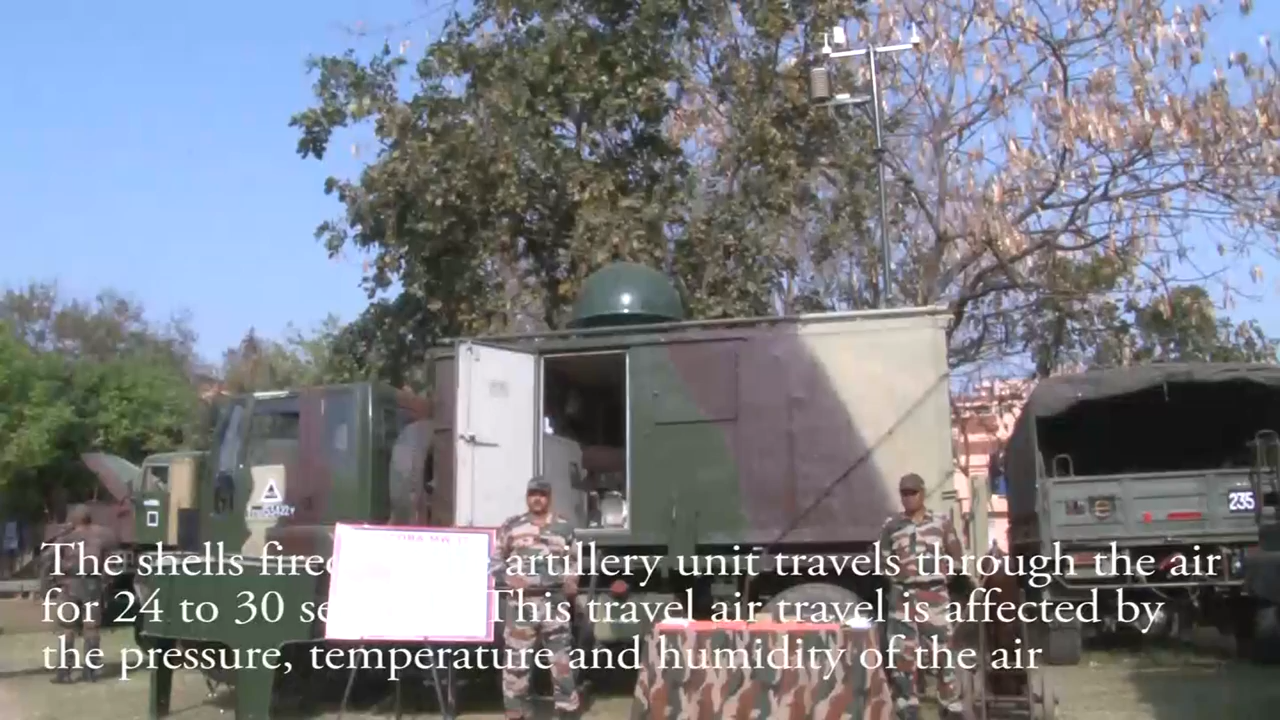 235
The shells fired artillery unit travels through the air
for 24 to 30 se This travel air travel is affected by
the pressure, temperature and humidity of the air